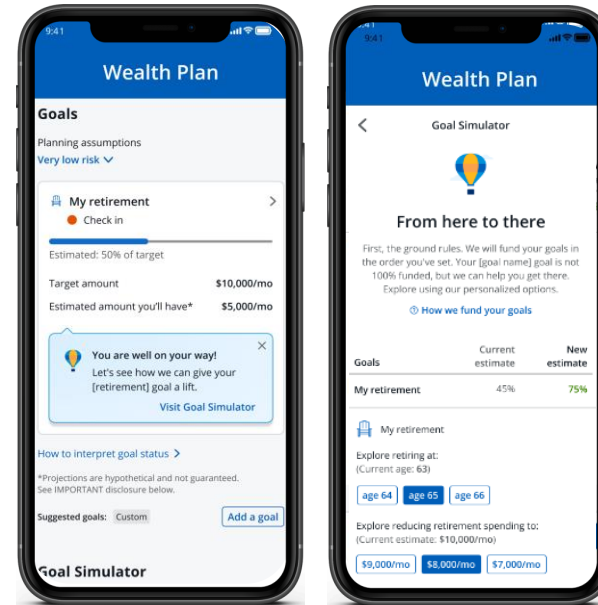 9:41
Wealth Plan
Goals
Planning assumptions
Very low risk
My retirement
Check in
Estimated: 50% of target
Target amount $10,000/mo
Estimated amount you'll have* $5,000/mo
You are well on your way!
Let's see how we can give your
[retirement] goal a lift.
Visit Goal Simulator
How to interpret goal status
*Projections are hypothetical and not guaranteed.
See IMPORTANT disclosure below.
Suggested goals: Custom Add a goal
Goal Simulator
9:41
Wealth Plan
Goal Simulator
From here to there
First, the ground rules. We will fund your goals in
the order you've set. Your [goal name] goal is not
100% funded, but we can help you get there.
Explore using our personalized options.
How we fund your goals
Goals Current estimate New estimate
My retirement 45% 75%
My retirement
Explore retiring at:
(Current age: 63)
age 64 age 65 age 66
Explore reducing retirement spending to:
(Current estimate: $10,000/mo)
$9,000/mo $8,000/mo $7,000/mo